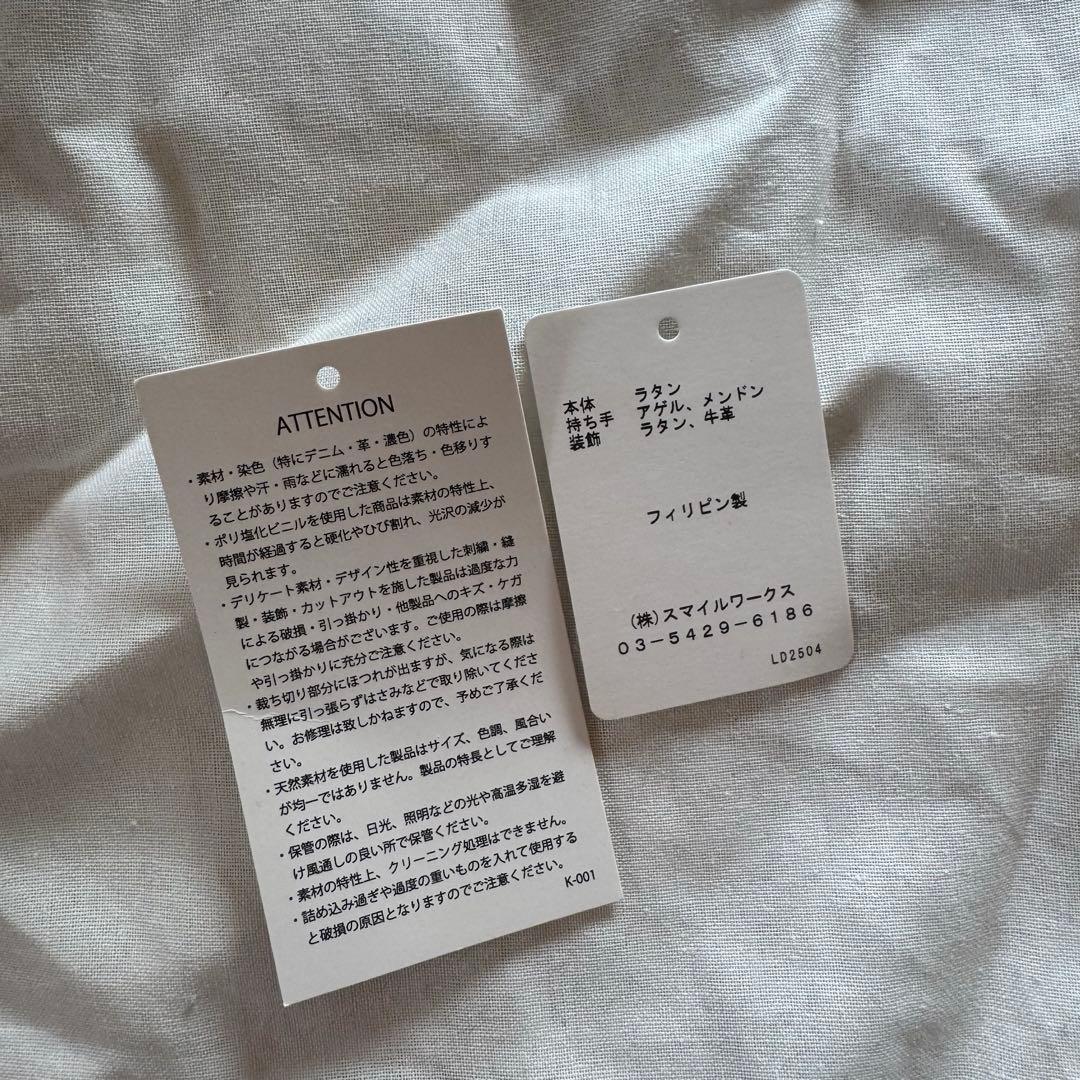 ATTENTION
・素材・染色（特にデニム・革・濃色）の特性によ
り摩擦や汗・雨などに濡れると色落ち・色移りす
ることがありますのでご注意ください。
・ポリ塩化ビニルを使用した商品は素材の特性上、
時間が経過すると硬化やひび割れ、光沢の減少が
見られます。
・デリケート素材・デザイン性を重視した刺繍・縫
製・装飾・カットアウトを施した製品は過度な力
による破損・引っ掛かり・他製品へのキズ・ケガ
につながる場合がございます。ご使用の際は摩擦
や引っ掛かりに充分ご注意ください。
・裁ち切り部分にほつれが出ますが、気になる際は
無理に引っ張らずはさみなどで取り除いてくださ
い。お修理は致しかねますので、予めご了承くだ
さい。
・天然素材を使用した製品はサイズ、色調、風合い
が均一ではありません。製品の特長としてご理解
ください。
・保管の際は、日光、照明などの光や高温多湿を避
け風通しの良い所で保管ください。
・素材の特性上、クリーニング処理はできません。
・詰め込み過ぎや過度の重いものを入れて使用する
と破損の原因となりますのでご注意ください。
K-001
本体 ラタン
持ち手 アゲル、メンドン
装飾 ラタン、牛革
フィリピン製
(株)スマイルワークス
03-5429-6186
LD2504